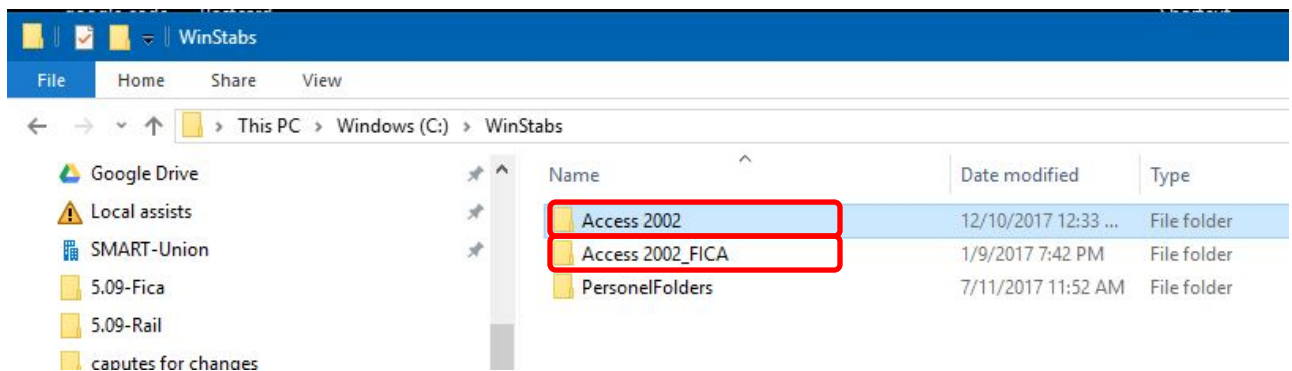 WinStabs
File Home Share View
This PC > Windows (C:) > WinStabs
Name Date modified Type
Google Drive
Local assists
SMART-Union
5.09-Fica
5.09-Rail
caputes for changes
Access 2002 12/10/2017 12:33 ... File folder
Access 2002_FICA 1/9/2017 7:42 PM File folder
PersonelFolders 7/11/2017 11:52 AM File folder